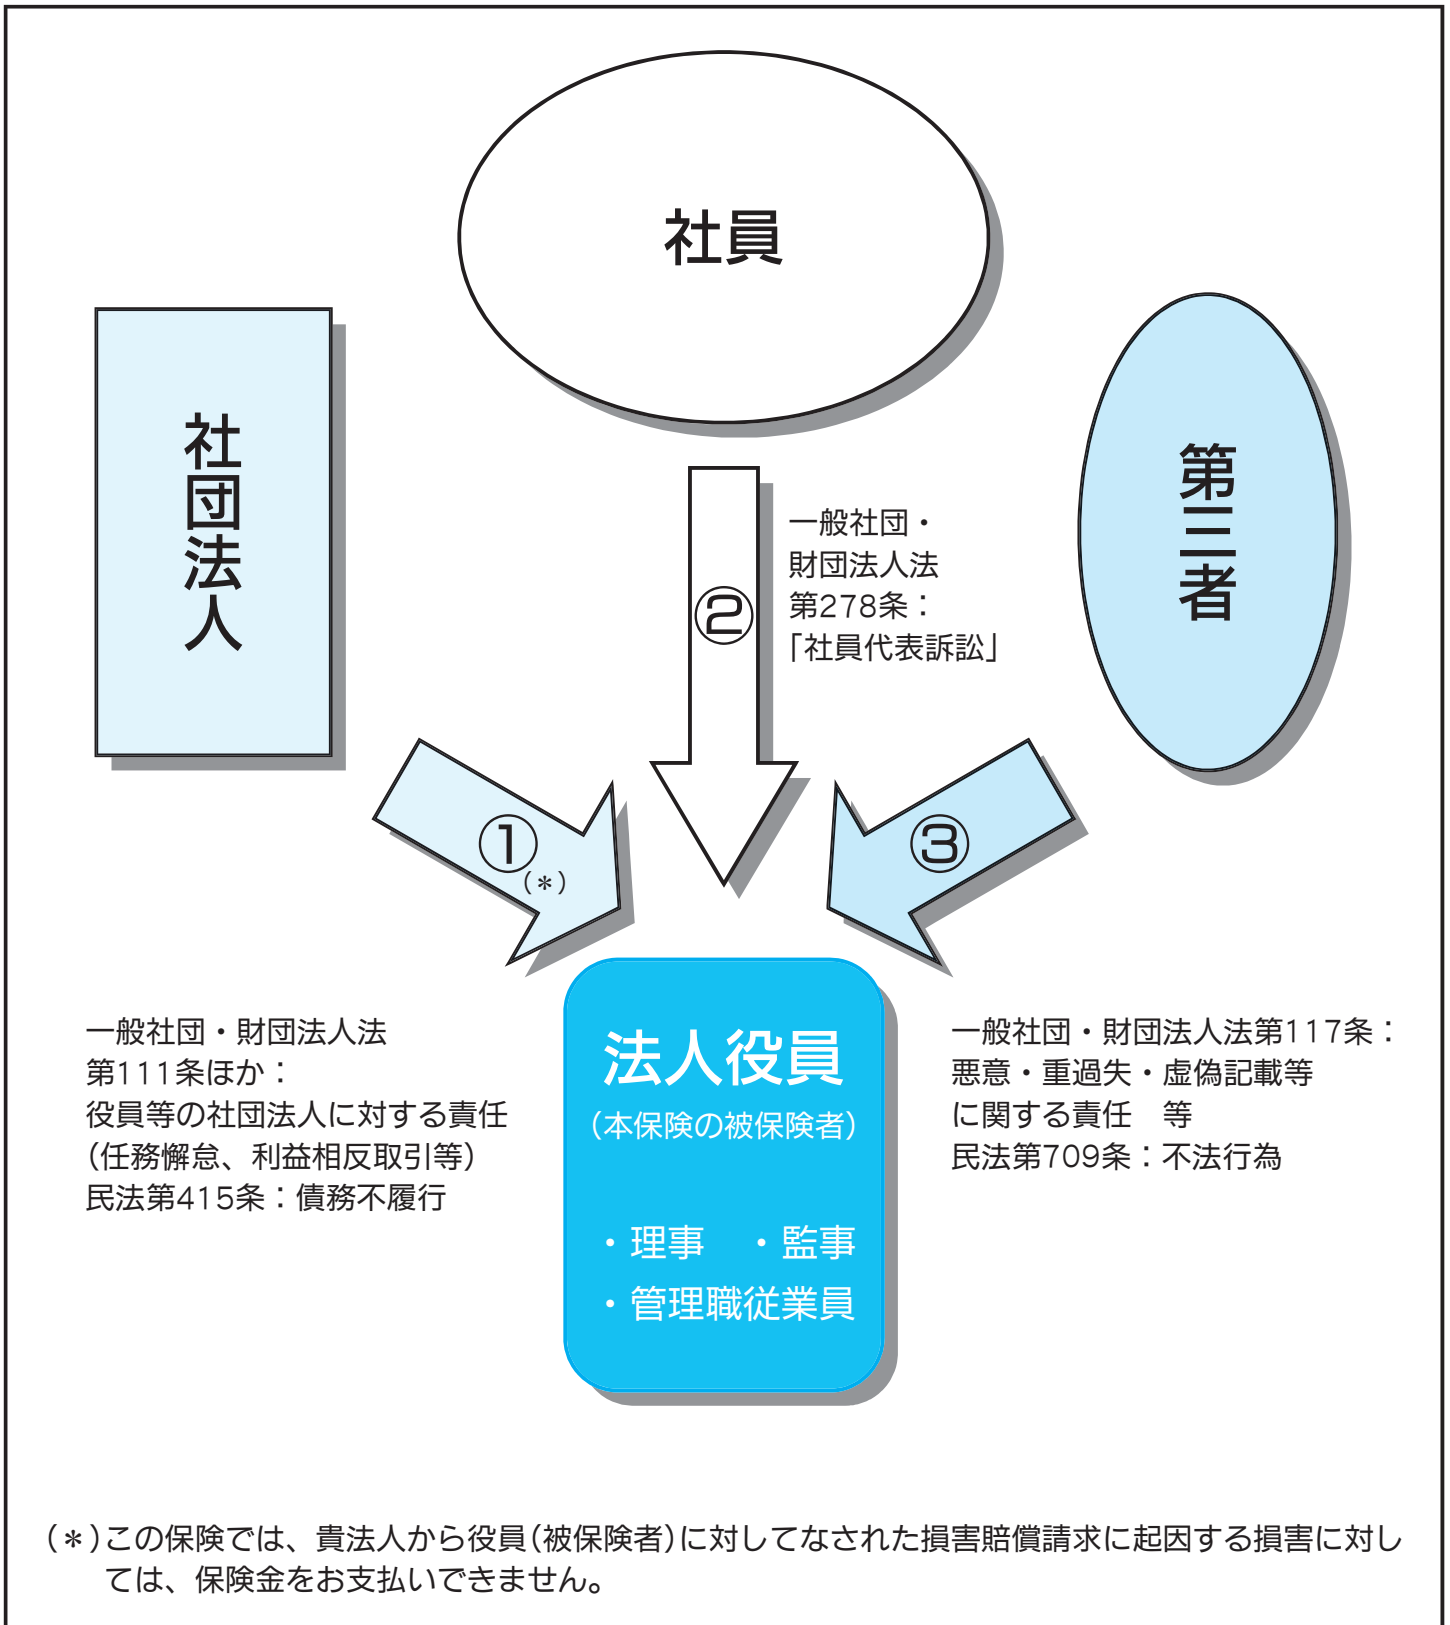 社員
社団法人
第三者
一般社団・
財団法人法
第278条：
「社員代表訴訟」
②
①
(＊)
③
一般社団・財団法人法
第111条ほか：
役員等の社団法人に対する責任
(任務懈怠、利益相反取引等)
民法第415条：債務不履行
法人役員
(本保険の被保険者)
・理事　・監事
・管理職従業員
一般社団・財団法人法第117条：
悪意・重過失・虚偽記載等
に関する責任　等
民法第709条：不法行為
(＊)この保険では、貴法人から役員(被保険者)に対してなされた損害賠償請求に起因する損害に対し
ては、保険金をお支払いできません。